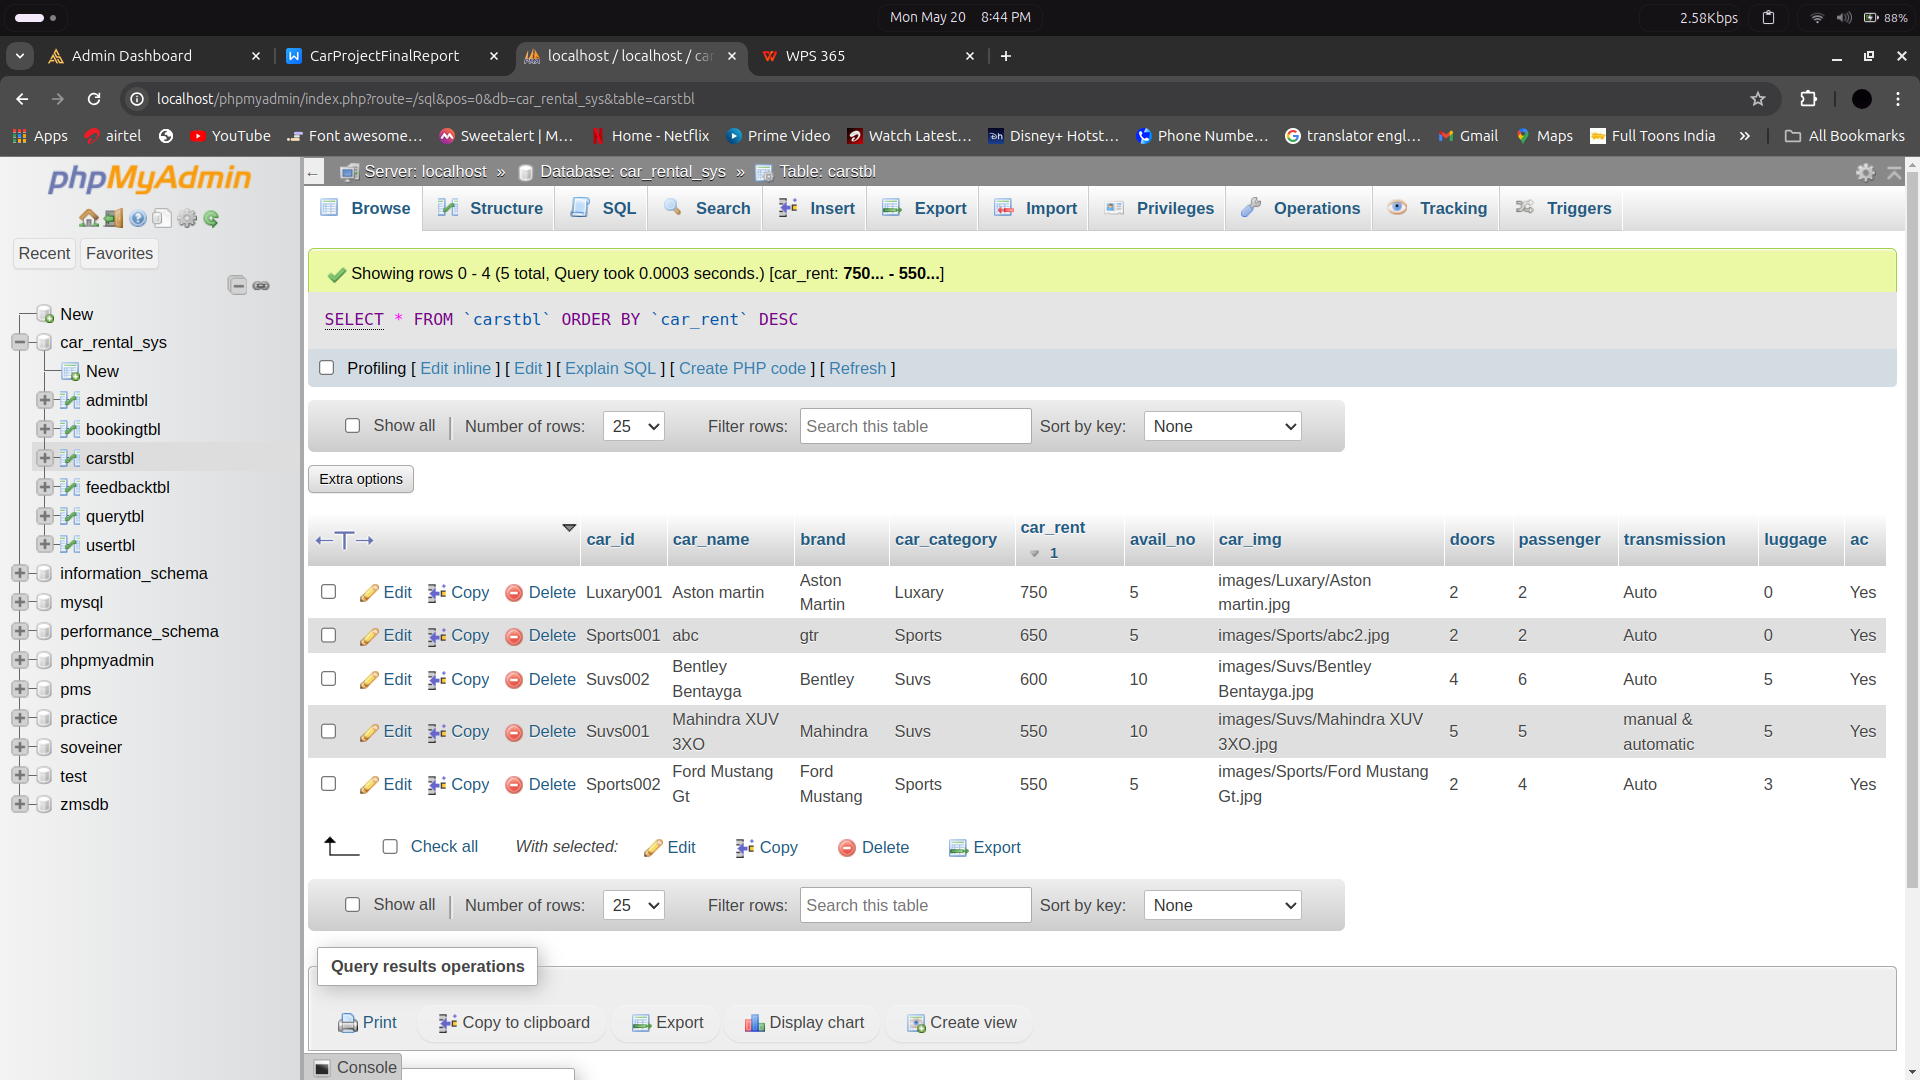 Mon May 20 8:44 PM
2.58Kbps
88%
Admin Dashboard
CarProjectFinalReport
localhost / localhost / car
WPS 365
localhost/phpmyadmin/index.php?route=/sql&pos=0&db=car_rental_sys&table=carstbl
Apps
airtel
YouTube
Font awesome…
Sweetalert | M…
Home - Netflix
Prime Video
Watch Latest…
Disney+ Hotst…
Phone Numbe…
translator engl…
Gmail
Maps
Full Toons India
»
All Bookmarks
phpMyAdmin
Recent
Favorites
New
car_rental_sys
New
admintbl
bookingtbl
carstbl
feedbacktbl
querytbl
usertbl
information_schema
mysql
performance_schema
phpmyadmin
pms
practice
soveiner
test
zmsdb
Server: localhost » Database: car_rental_sys » Table: carstbl
Browse Structure SQL Search Insert Export Import Privileges Operations Tracking Triggers
Showing rows 0 - 4 (5 total, Query took 0.0003 seconds.) [car_rent: 750... - 550...]
SELECT * FROM `carstbl` ORDER BY `car_rent` DESC
Profiling [ Edit inline ] [ Edit ] [ Explain SQL ] [ Create PHP code ] [ Refresh ]
Show all | Number of rows: 25 Filter rows: Search this table Sort by key: None
Extra options
←T→ car_id car_name brand car_category car_rent 1 avail_no car_img doors passenger transmission luggage ac
Edit Copy Delete Luxary001 Aston martin Aston Martin Luxary 750 5 images/Luxary/Aston martin.jpg 2 2 Auto 0 Yes
Edit Copy Delete Sports001 abc gtr Sports 650 5 images/Sports/abc2.jpg 2 2 Auto 0 Yes
Edit Copy Delete Suvs002 Bentley Bentayga Bentley Suvs 600 10 images/Suvs/Bentley Bentayga.jpg 4 6 Auto 5 Yes
Edit Copy Delete Suvs001 Mahindra XUV 3XO Mahindra Suvs 550 10 images/Suvs/Mahindra XUV 3XO.jpg 5 5 manual & automatic 5 Yes
Edit Copy Delete Sports002 Ford Mustang Gt Ford Mustang Sports 550 5 images/Sports/Ford Mustang Gt.jpg 2 4 Auto 3 Yes
Check all With selected: Edit Copy Delete Export
Show all | Number of rows: 25 Filter rows: Search this table Sort by key: None
Query results operations
Print Copy to clipboard Export Display chart Create view
Console